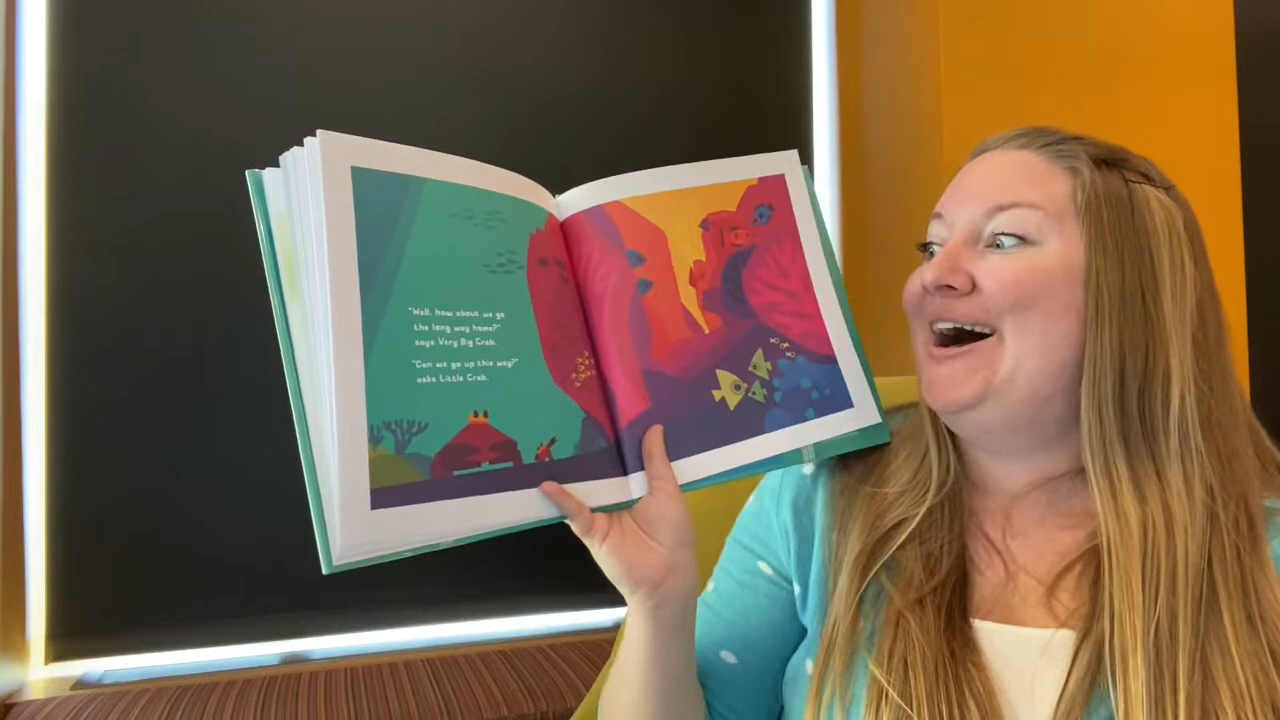 "Well, how about we go
the long way home?"
says Very Big Crab.
"Can we go up this way?"
asks Little Crab.